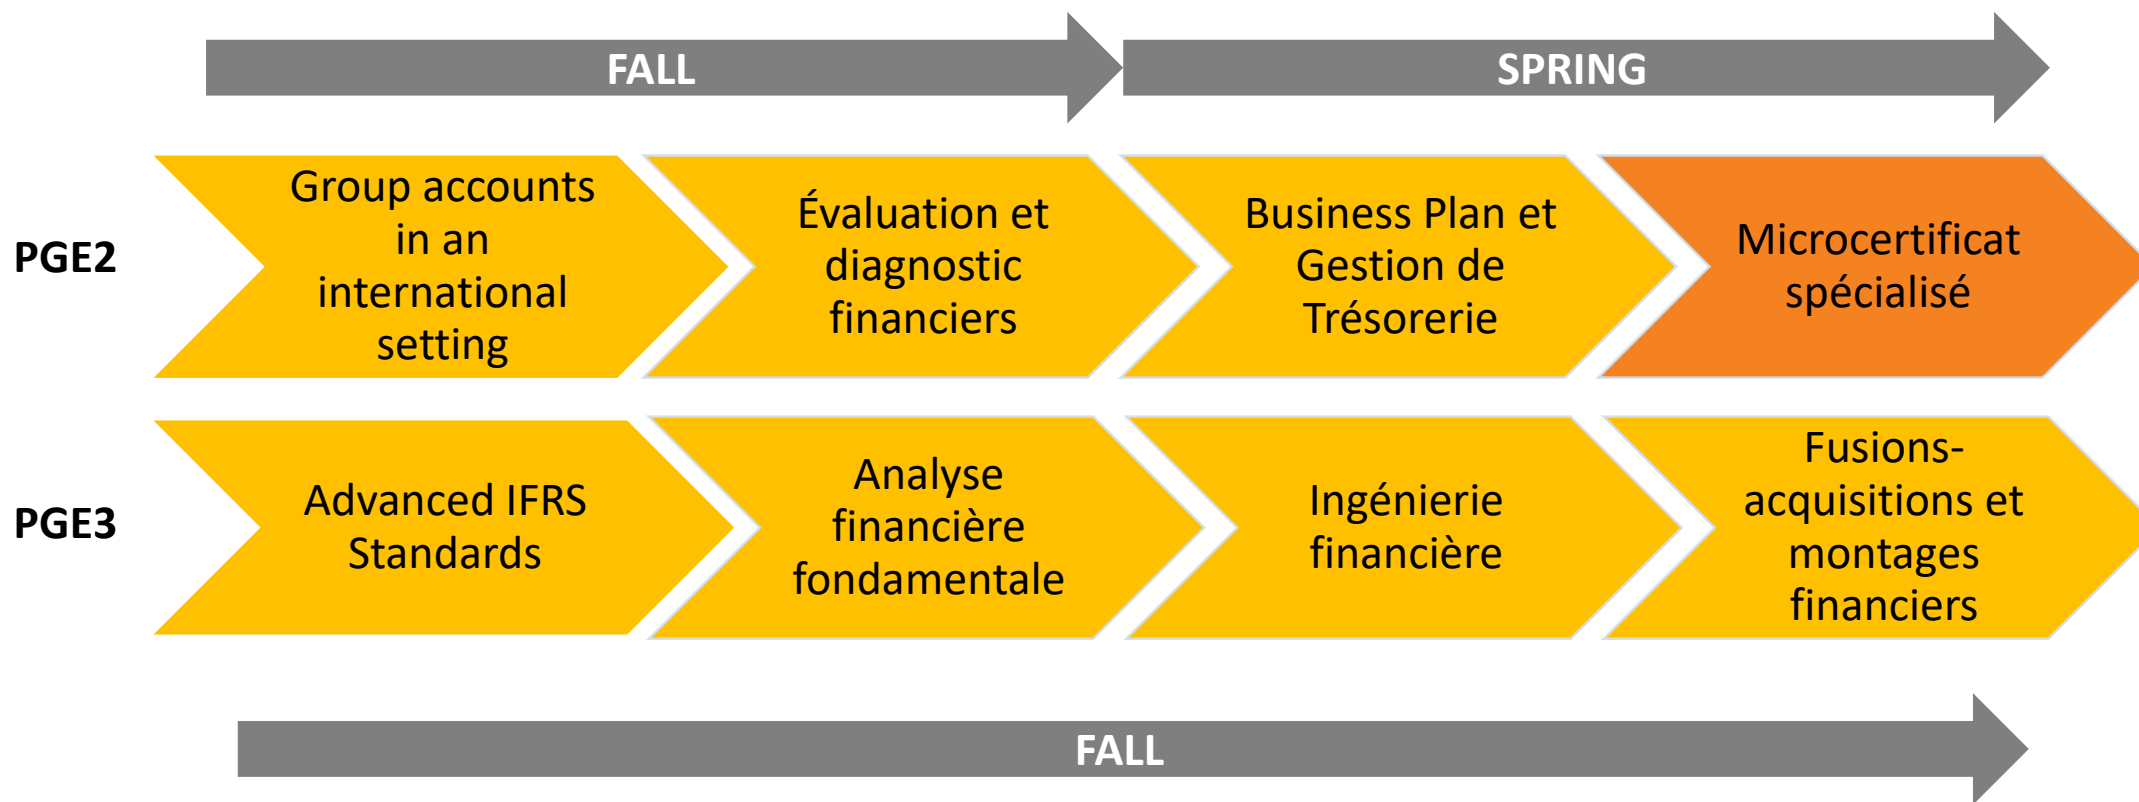 FALL
SPRING
PGE2
Group accounts
in an
international
setting
Évaluation et
diagnostic
financiers
Business Plan et
Gestion de
Trésorerie
Microcertificat
spécialisé
PGE3
Advanced IFRS
Standards
Analyse
financière
fondamentale
Ingénierie
financière
Fusions-
acquisitions et
montages
financiers
FALL